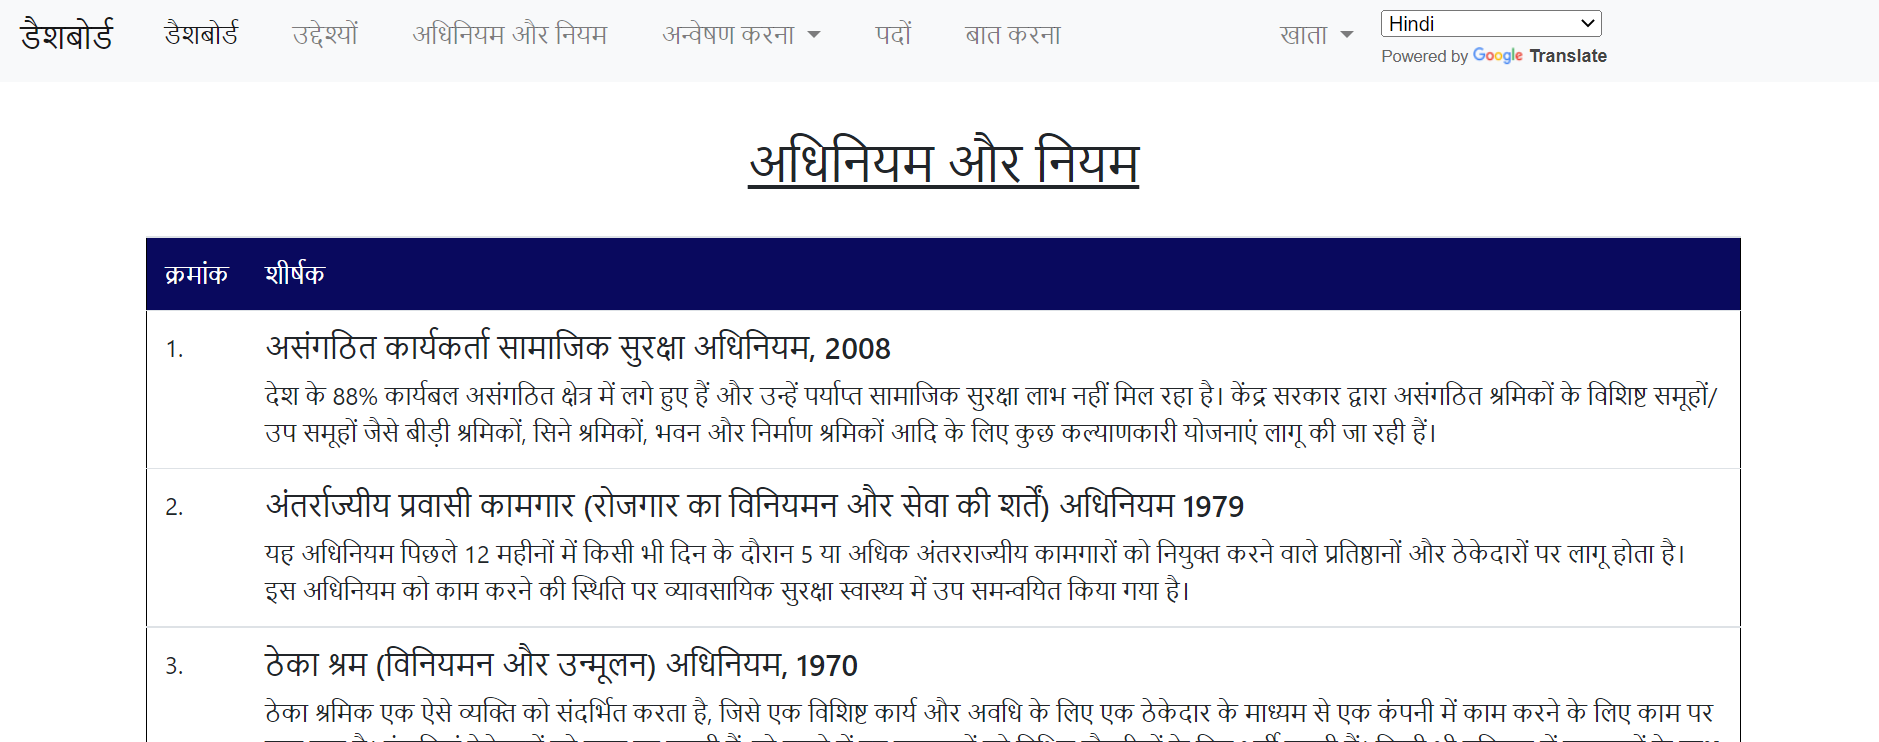 डैशबोर्ड डैशबोर्ड उद्देश्यों अधिनियम और नियम अन्वेषण करना पदों बात करना खाता Hindi
Powered by Google Translate
अधिनियम और नियम
क्रमांक शीर्षक
1. असंगठित कार्यकर्ता सामाजिक सुरक्षा अधिनियम, 2008
देश के 88% कार्यबल असंगठित क्षेत्र में लगे हुए हैं और उन्हें पर्याप्त सामाजिक सुरक्षा लाभ नहीं मिल रहा है। केंद्र सरकार द्वारा असंगठित श्रमिकों के विशिष्ट समूहों/
उप समूहों जैसे बीड़ी श्रमिकों, सिने श्रमिकों, भवन और निर्माण श्रमिकों आदि के लिए कुछ कल्याणकारी योजनाएं लागू की जा रही हैं।
2. अंतर्राज्यीय प्रवासी कामगार (रोजगार का विनियमन और सेवा की शर्तें) अधिनियम 1979
यह अधिनियम पिछले 12 महीनों में किसी भी दिन के दौरान 5 या अधिक अंतरराज्यीय कामगारों को नियुक्त करने वाले प्रतिष्ठानों और ठेकेदारों पर लागू होता है।
इस अधिनियम को काम करने की स्थिति पर व्यावसायिक सुरक्षा स्वास्थ्य में उप समन्वयित किया गया है।
3. ठेका श्रम (विनियमन और उन्मूलन) अधिनियम, 1970
ठेका श्रमिक एक ऐसे व्यक्ति को संदर्भित करता है, जिसे एक विशिष्ट कार्य और अवधि के लिए एक ठेकेदार के माध्यम से एक कंपनी में काम करने के लिए काम पर